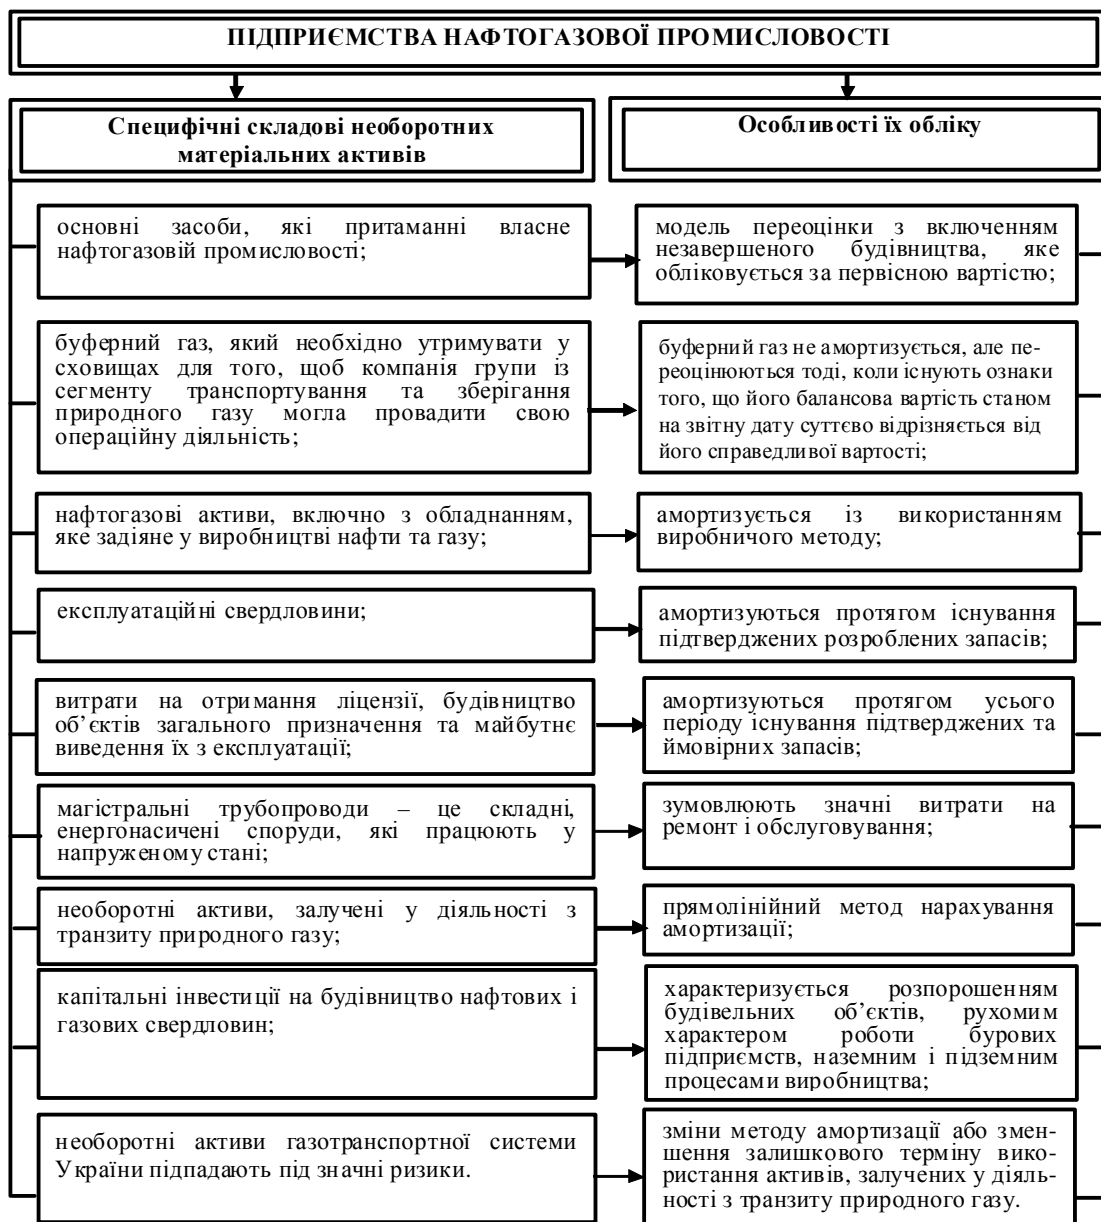 ПІДПРИЄМСТВА НАФТОГАЗОВОЇ ПРОМИСЛОВОСТІ
Специфічні складові необоротних
матеріальних активів
Особливості їх обліку
основні засоби, які притаманні власне
нафтогазовій промисловості;
модель переоцінки з включенням
незавершеного будівництва, яке
обліковується за первісною вартістю;
буферний газ, який необхідно утримувати у
сховищах для того, щоб компанія групи із
сегменту транспортування та зберігання
природного газу могла провадити свою
операційну діяльність;
буферний газ не амортизується, але пе-
реоцінюються тоді, коли існують ознаки
того, що його балансова вартість станом
на звітну дату суттєво відрізняється від
його справедливої вартості;
нафтогазові активи, включно з обладнанням,
яке задіяне у виробництві нафти та газу;
амортизується із використанням
виробничого методу;
експлуатаційні свердловини;
амортизуються протягом існування
підтверджених розроблених запасів;
витрати на отримання ліцензії, будівництво
об’єктів загального призначення та майбутнє
виведення їх з експлуатації;
амортизуються протягом усього
періоду існування підтверджених та
ймовірних запасів;
магістральні трубопроводи – це складні,
енергонасичені споруди, які працюють у
напруженому стані;
зумовлюють значні витрати на
ремонт і обслуговування;
необоротні активи, залучені у діяльності з
транзиту природного газу;
прямолінійний метод нарахування
амортизації;
капітальні інвестиції на будівництво нафтових і
газових свердловин;
характеризується розпорошенням
будівельних об’єктів, рухомим
характером роботи бурових
підприємств, наземним і підземним
процесами виробництва;
необоротні активи газотранспортної системи
України підпадають під значні ризики.
зміни методу амортизації або змен-
шення залишкового терміну вико-
ристання активів, залучених у діяль-
ності з транзиту природного газу.